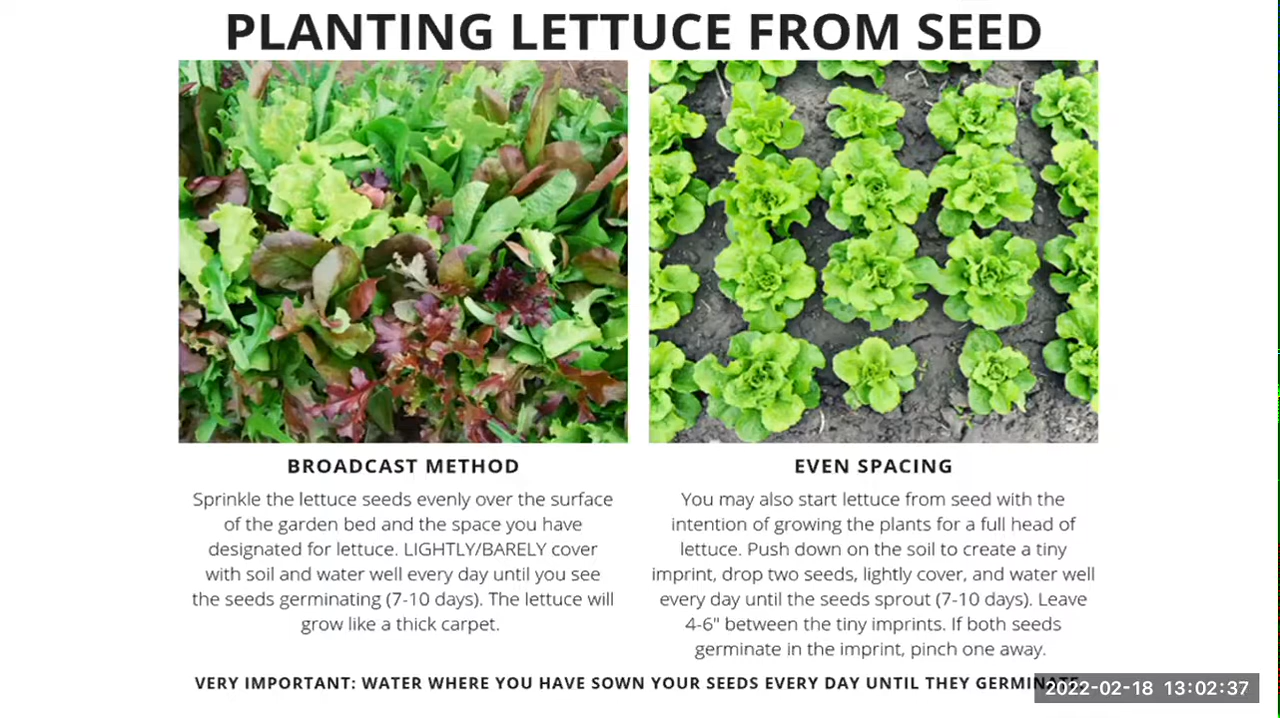 PLANTING LETTUCE FROM SEED
BROADCAST METHOD
Sprinkle the lettuce seeds evenly over the surface
of the garden bed and the space you have
designated for lettuce. LIGHTLY/BARELY cover
with soil and water well every day until you see
the seeds germinating (7-10 days). The lettuce will
grow like a thick carpet.
EVEN SPACING
You may also start lettuce from seed with the
intention of growing the plants for a full head of
lettuce. Push down on the soil to create a tiny
imprint, drop two seeds, lightly cover, and water well
every day until the seeds sprout (7-10 days). Leave
4-6" between the tiny imprints. If both seeds
germinate in the imprint, pinch one away.
VERY IMPORTANT: WATER WHERE YOU HAVE SOWN YOUR SEEDS EVERY DAY UNTIL THEY GERMINATE
2022-02-18 13:02:37